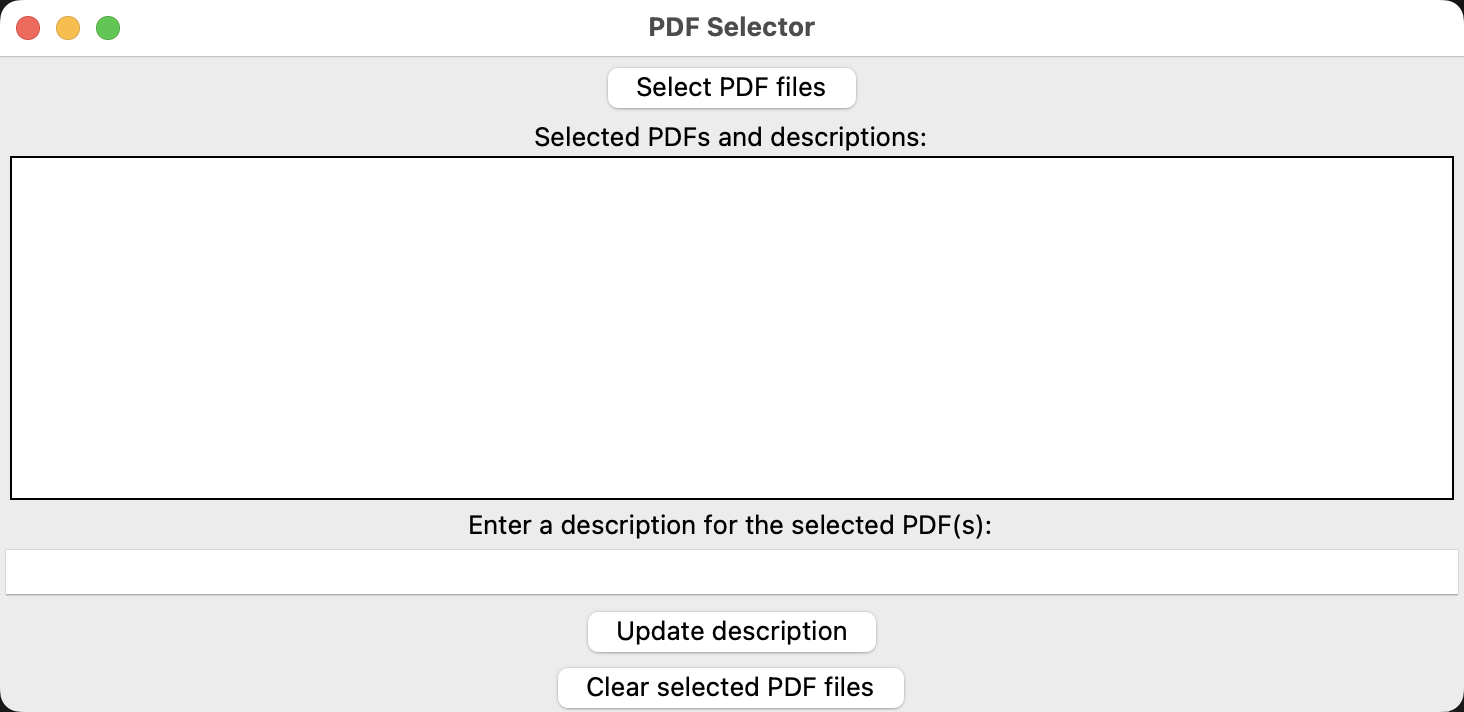 PDF Selector
Select PDF files
Selected PDFs and descriptions:
Enter a description for the selected PDF(s):
Update description
Clear selected PDF files